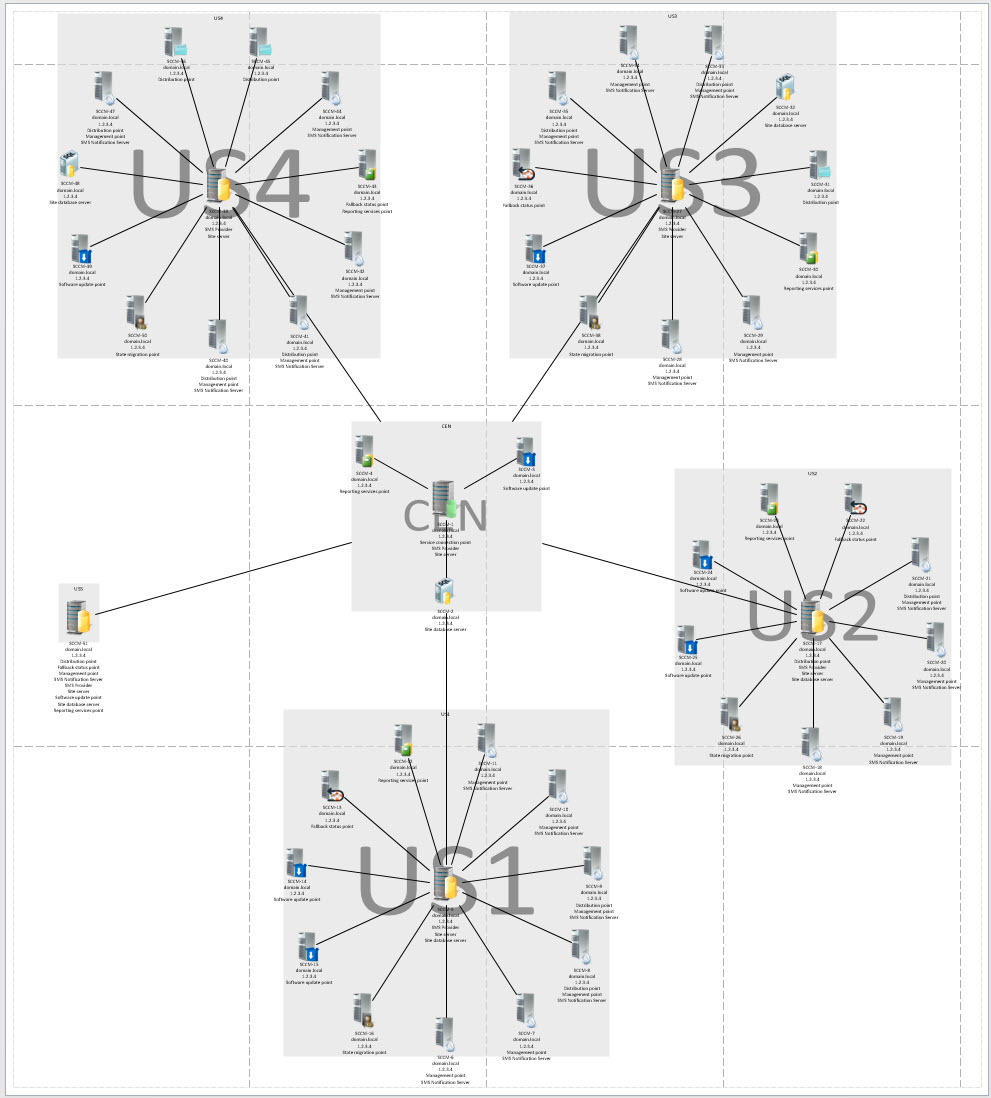 US4
SCCM-45
domain.local
1.2.3.4
Distribution point
SCCM-47
domain.local
1.2.3.4
Distribution point
Management point
SMS Notification Server
SCCM-44
domain.local
1.2.3.4
Management point
SMS Notification Server
SCCM-48
domain.local
1.2.3.4
Site database server
US4
SCCM-43
domain.local
1.2.3.4
Fallback status point
Reporting services point
domain.local
1.2.3.4
SMS Provider
Site server
SCCM-49
domain.local
1.2.3.4
Software update point
SCCM-42
domain.local
1.2.3.4
Management point
SMS Notification Server
SCCM-50
domain.local
1.2.3.4
State migration point
SCCM-40
domain.local
1.2.3.4
Distribution point
Management point
SMS Notification Server
SCCM-41
domain.local
1.2.3.4
Distribution point
Management point
SMS Notification Server
US3
domain.local
1.2.3.4
Management point
SMS Notification Server
SCCM-33
domain.local
1.2.3.4
Distribution point
Management point
SMS Notification Server
SCCM-35
domain.local
1.2.3.4
Distribution point
Management point
SMS Notification Server
SCCM-32
domain.local
1.2.3.4
Site database server
SCCM-36
domain.local
1.2.3.4
Fallback status point
US3
SCCM-31
domain.local
1.2.3.4
Distribution point
SCCM-27
domain.local
1.2.3.4
SMS Provider
Site server
SCCM-37
domain.local
1.2.3.4
Software update point
SCCM-30
domain.local
1.2.3.4
Reporting services point
SCCM-38
domain.local
1.2.3.4
State migration point
SCCM-28
domain.local
1.2.3.4
Management point
SMS Notification Server
SCCM-29
domain.local
1.2.3.4
Management point
SMS Notification Server
CEN
SCCM-4
domain.local
1.2.3.4
Reporting services point
SCCM-3
domain.local
1.2.3.4
Software update point
CEN
SCCM-1
domain.local
1.2.3.4
Service connection point
SMS Provider
Site server
SCCM-2
domain.local
1.2.3.4
Site database server
US5
SCCM-51
domain.local
1.2.3.4
Distribution point
Fallback status point
Management point
SMS Notification Server
SMS Provider
Site server
Software update point
Site database server
Reporting services point
US2
SCCM-23
domain.local
1.2.3.4
Reporting services point
SCCM-22
domain.local
1.2.3.4
Fallback status point
SCCM-24
domain.local
1.2.3.4
Software update point
SCCM-21
domain.local
1.2.3.4
Distribution point
Management point
SMS Notification Server
US2
SCCM-17
domain.local
1.2.3.4
Distribution point
SMS Provider
Site server
Site database server
SCCM-25
domain.local
1.2.3.4
Software update point
SCCM-20
domain.local
1.2.3.4
Management point
SMS Notification Server
SCCM-26
domain.local
1.2.3.4
State migration point
SCCM-18
domain.local
1.2.3.4
Management point
SMS Notification Server
SCCM-19
domain.local
1.2.3.4
Management point
SMS Notification Server
US1
SCCM-12
domain.local
1.2.3.4
Reporting services point
SCCM-11
domain.local
1.2.3.4
Management point
SMS Notification Server
SCCM-13
domain.local
1.2.3.4
Fallback status point
SCCM-10
domain.local
1.2.3.4
Management point
SMS Notification Server
SCCM-14
domain.local
1.2.3.4
Software update point
US1
SCCM-9
domain.local
1.2.3.4
Distribution point
Management point
SMS Notification Server
SCCM-5
domain.local
1.2.3.4
SMS Provider
Site server
Site database server
SCCM-15
domain.local
1.2.3.4
Software update point
SCCM-8
domain.local
1.2.3.4
Distribution point
Management point
SMS Notification Server
SCCM-16
domain.local
1.2.3.4
State migration point
SCCM-6
domain.local
1.2.3.4
Management point
SMS Notification Server
SCCM-7
domain.local
1.2.3.4
Management point
SMS Notification Server